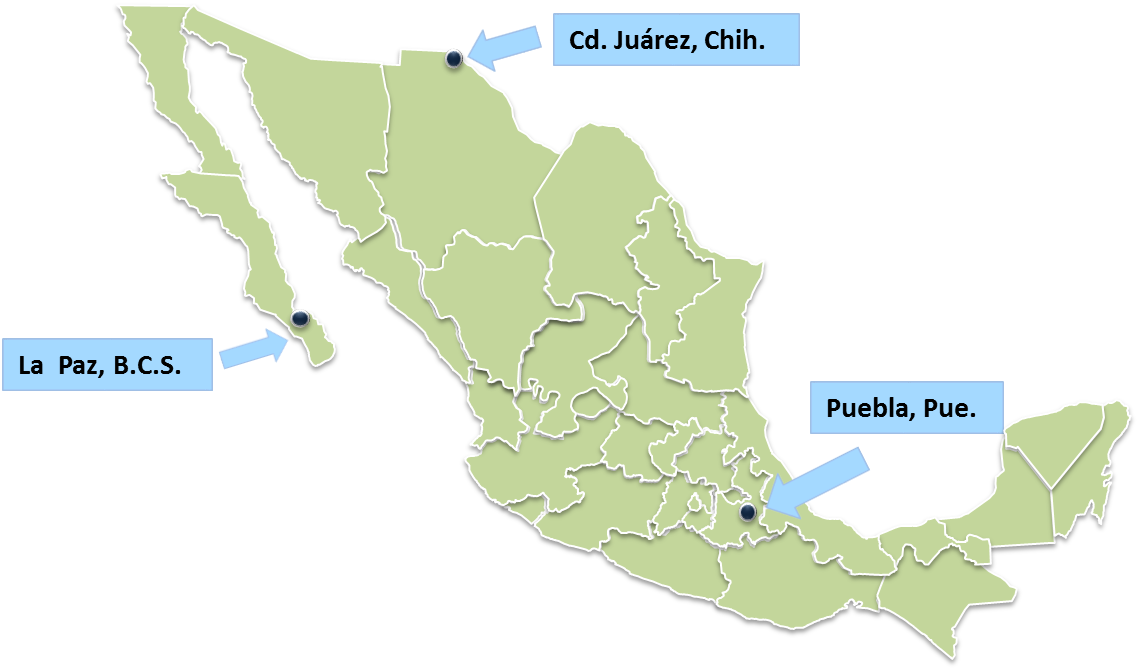 Cd. Juárez, Chih.
La Paz, B.C.S.
Puebla, Pue.